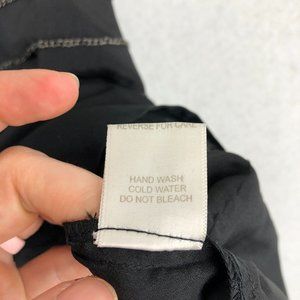 REVERSE FOR CARE
HAND WASH
COLD WATER
DO NOT BLEACH